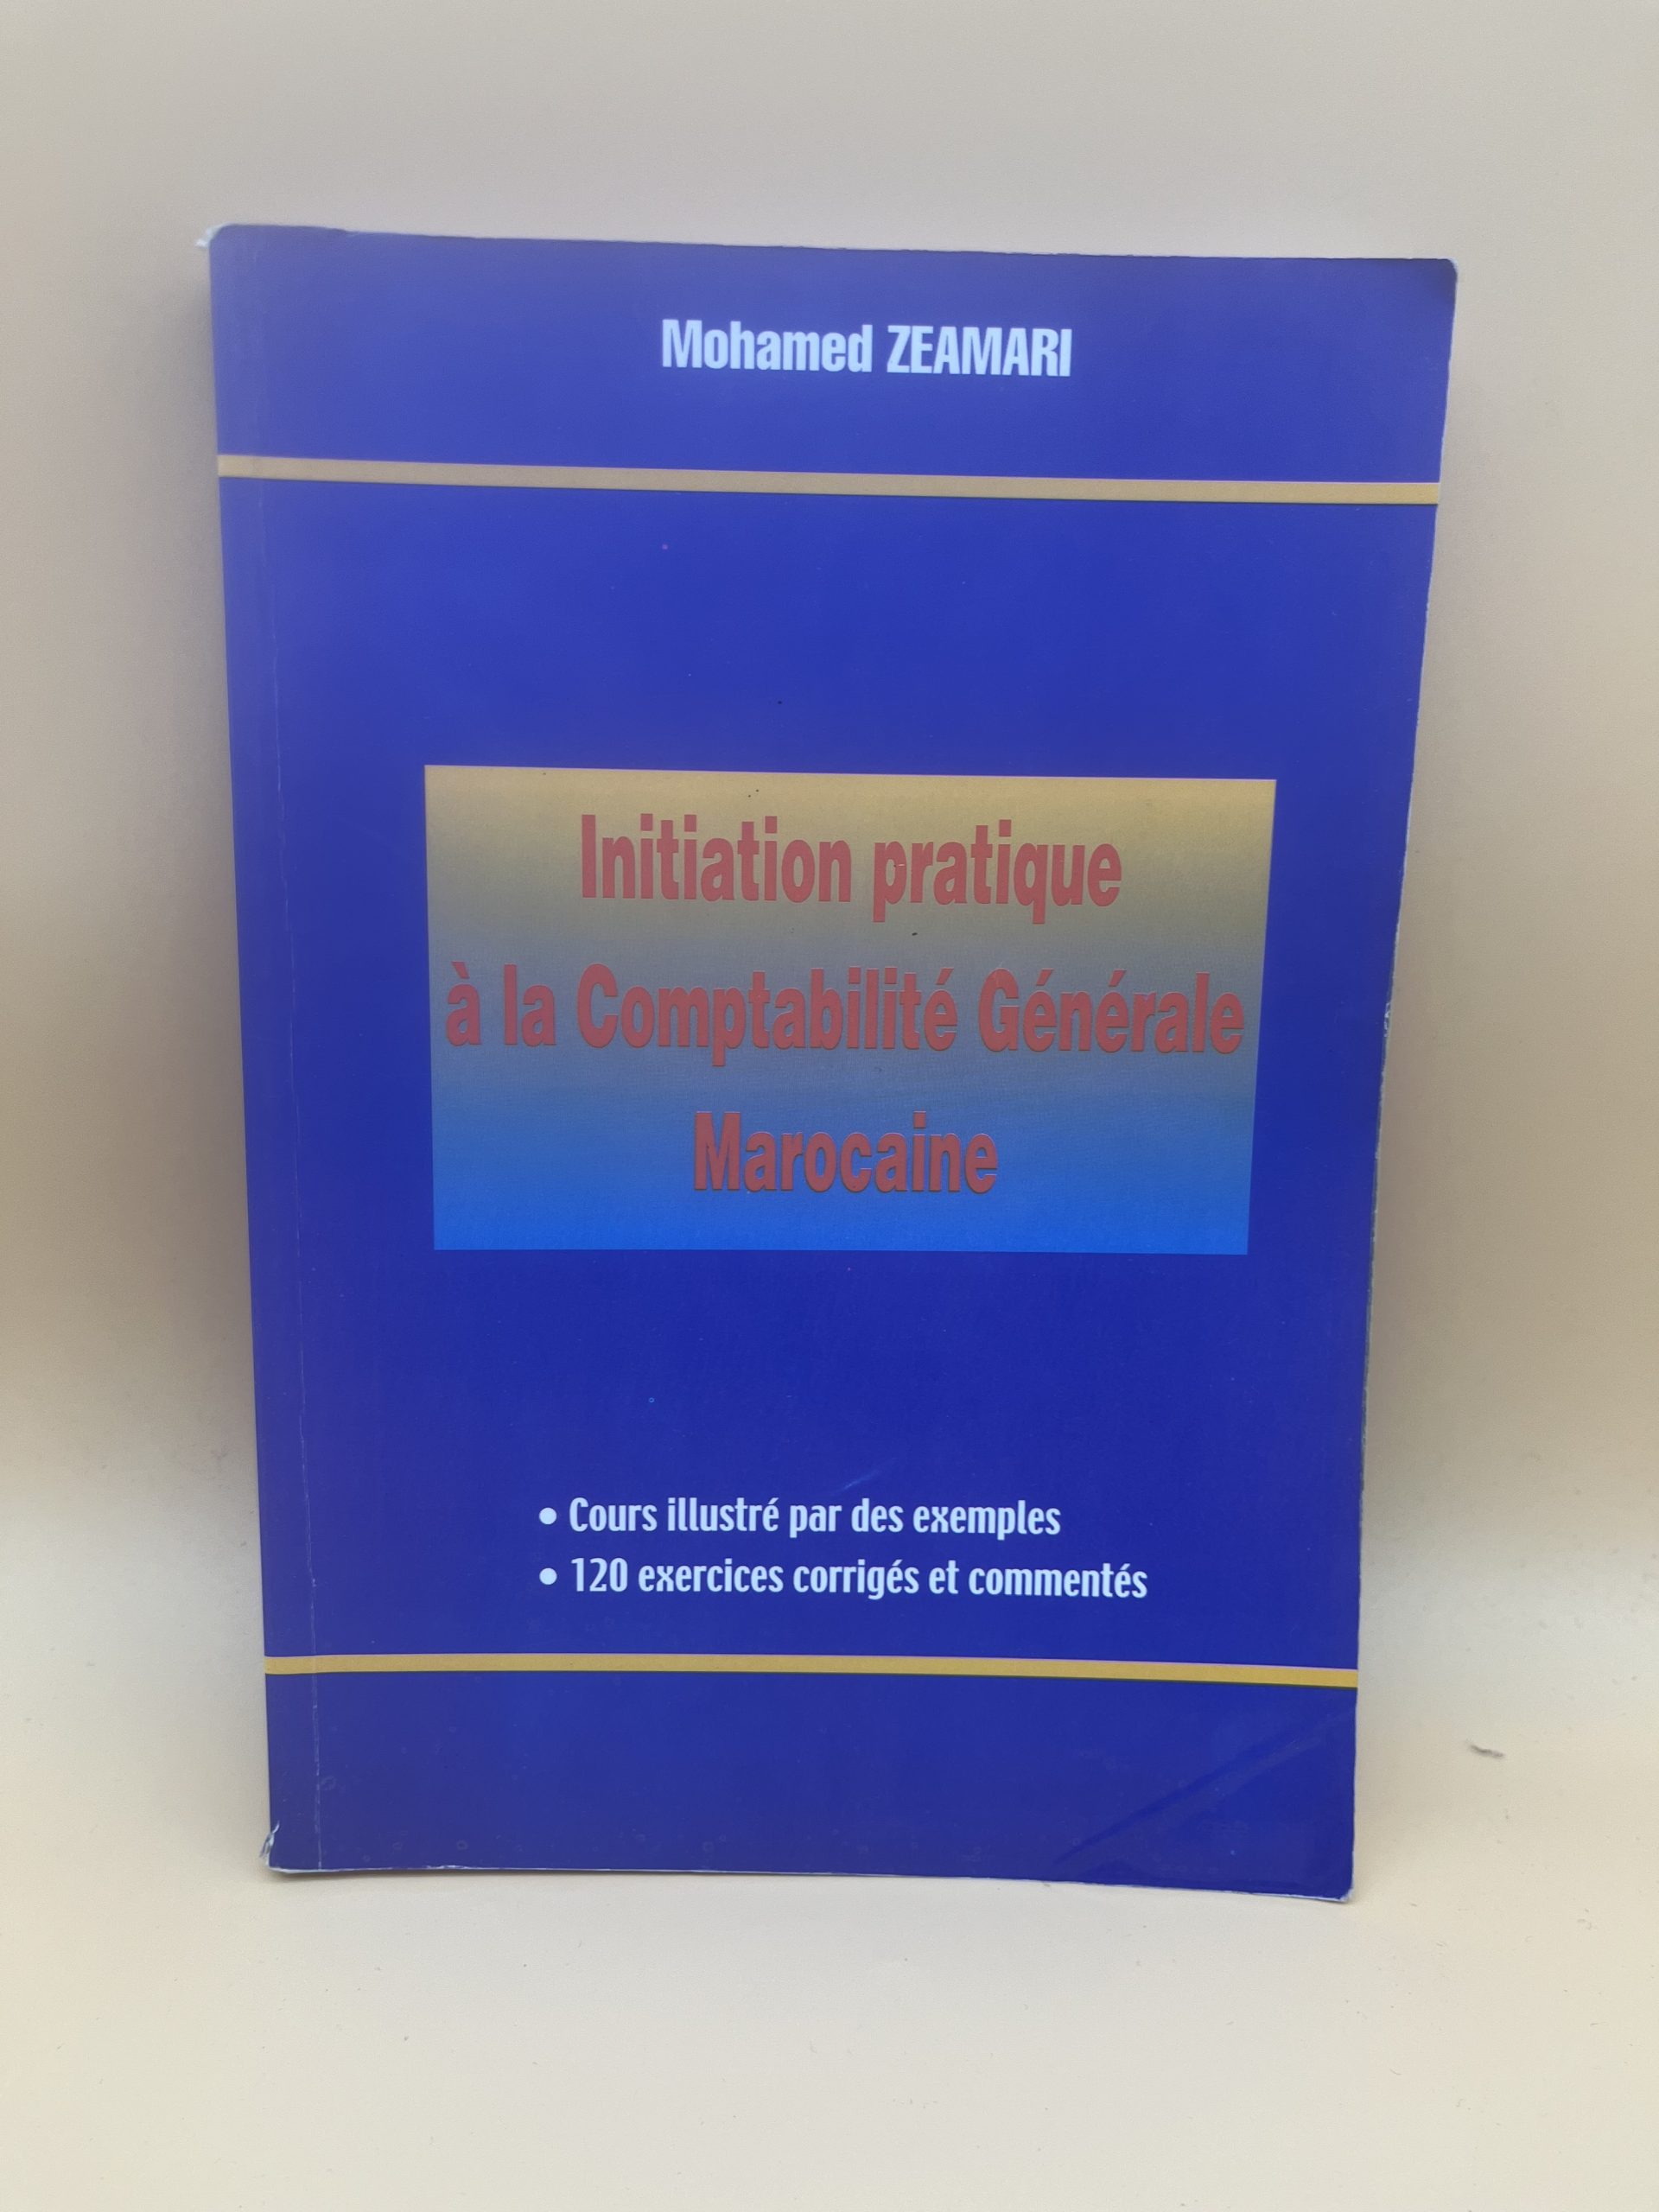 Mohamed ZEAMARI
Initiation pratique
à la Comptabilité Générale
Marocaine
• Cours illustré par des exemples
• 120 exercices corrigés et commentés